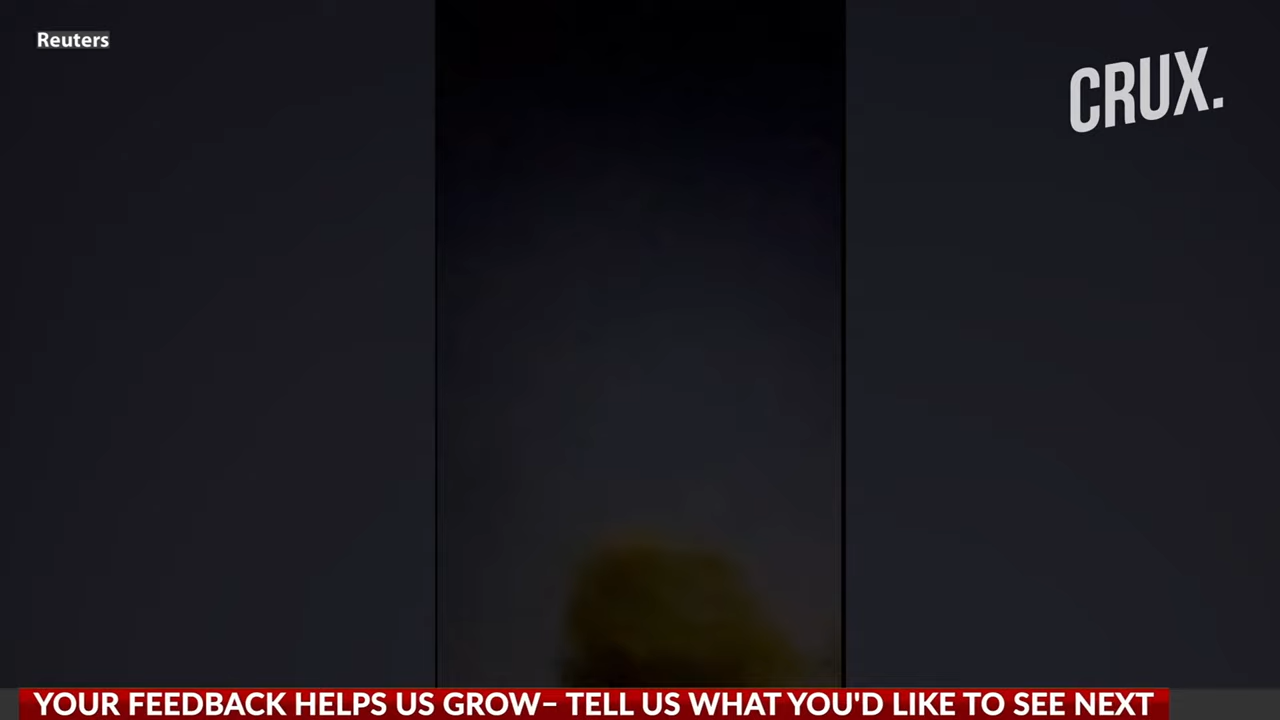 Reuters
CRUX.
YOUR FEEDBACK HELPS US GROW– TELL US WHAT YOU'D LIKE TO SEE NEXT